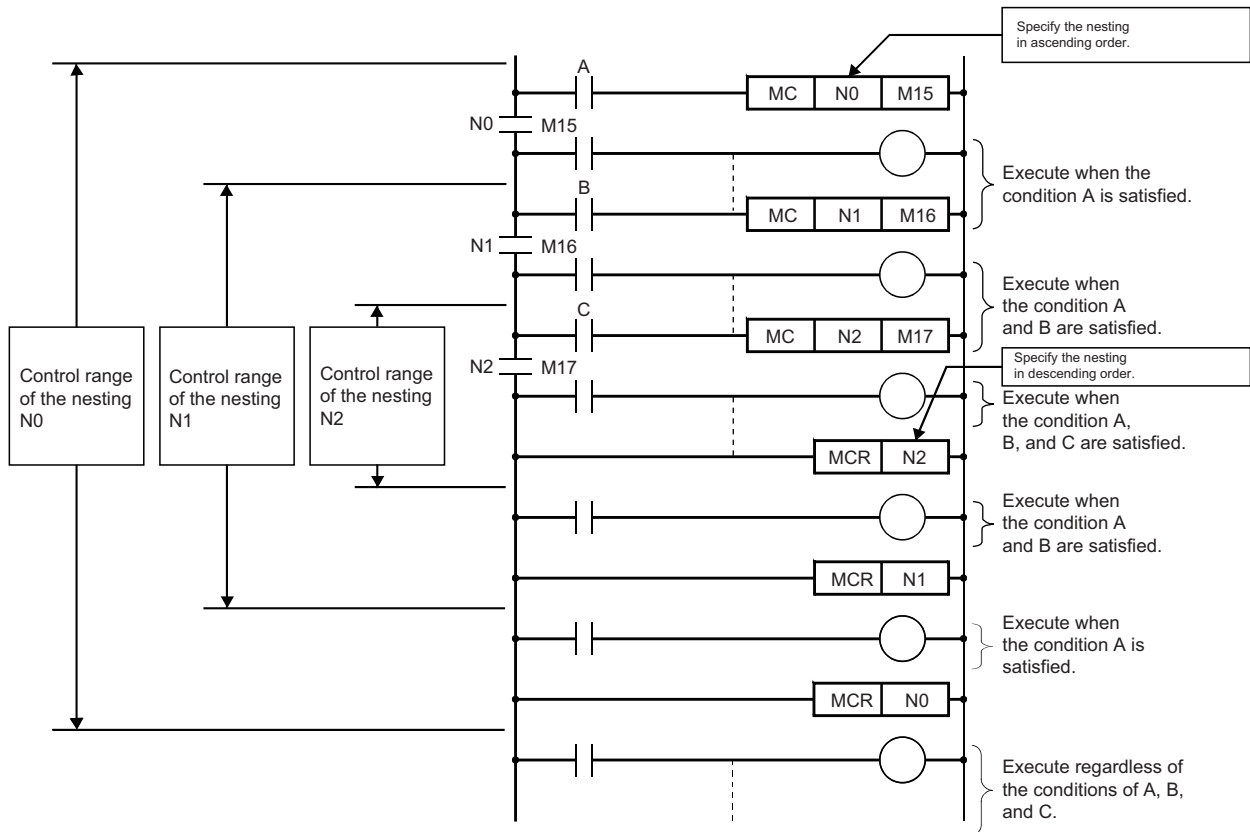 Specify the nesting
in ascending order.
A
MC N0 M15
N0 M15
Execute when the
condition A is satisfied.
B
MC N1 M16
N1 M16
Execute when
the condition A
and B are satisfied.
C
MC N2 M17
N2 M17
Specify the nesting
in descending order.
Control range
of the nesting
N0
Control range
of the nesting
N1
Control range
of the nesting
N2
Execute when
the condition A,
B, and C are satisfied.
MCR N2
Execute when
the condition A
and B are satisfied.
MCR N1
Execute when
the condition A is
satisfied.
MCR N0
Execute regardless of
the conditions of A, B,
and C.